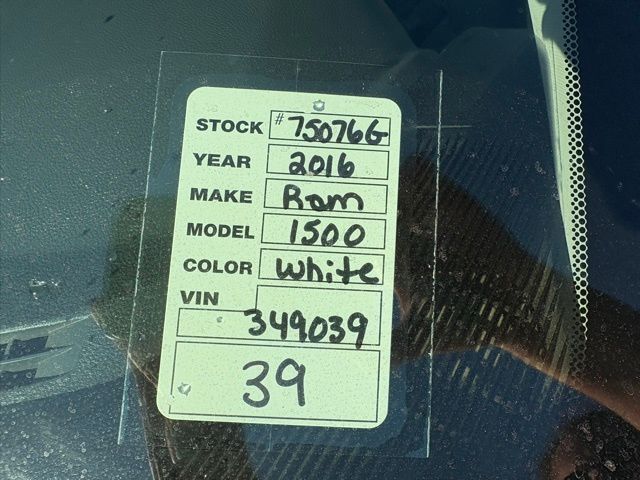 STOCK #75076G
YEAR 2016
MAKE Ram
MODEL 1500
COLOR White
VIN
349039
39